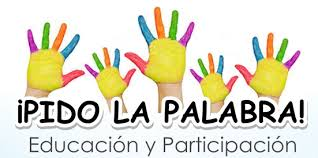 ¡PIDO LA PALABRA!
Educación y Participación